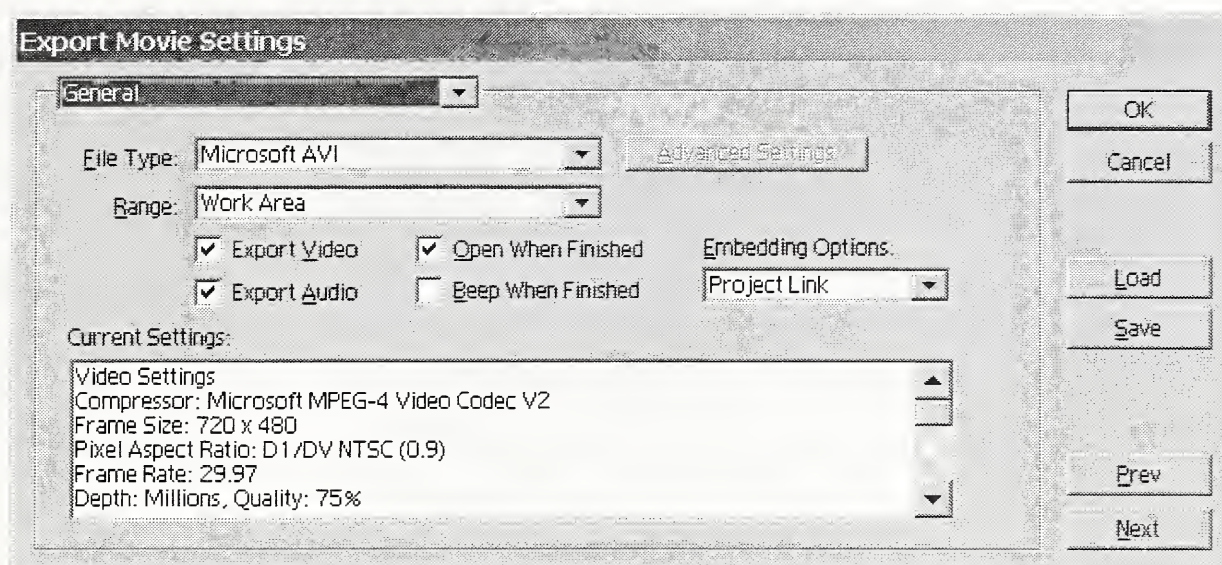 Export Movie Settings
General
OK
File Type: Microsoft AVI Advanced Settings
Cancel
Range: Work Area
Export Video Open When Finished Embedding Options:
Export Audio Beep When Finished Project Link
Load
Save
Current Settings:
Video Settings
Compressor: Microsoft MPEG-4 Video Codec V2
Frame Size: 720 x 480
Pixel Aspect Ratio: D1/DV NTSC (0.9)
Frame Rate: 29.97
Depth: Millions, Quality: 75%
Prev
Next